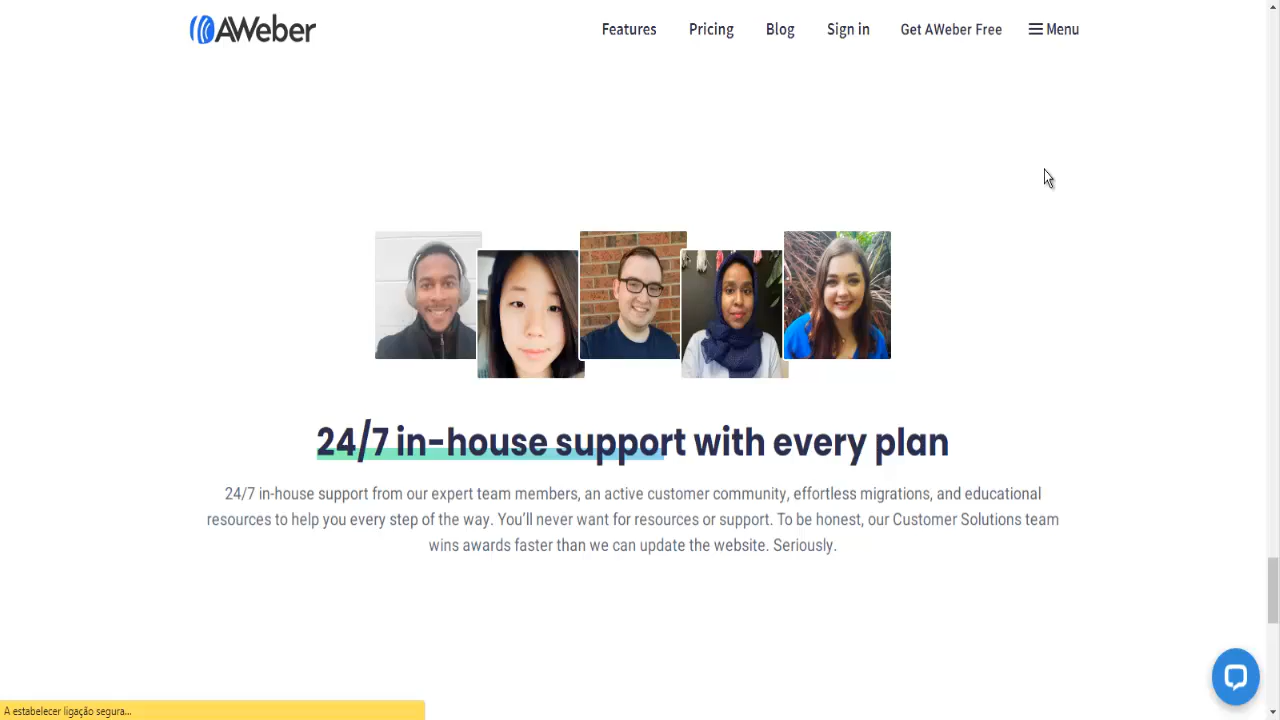 AWeber
Features Pricing Blog Sign in Get AWeber Free Menu
24/7 in-house support with every plan
24/7 in-house support from our expert team members, an active customer community, effortless migrations, and educational
resources to help you every step of the way. You'll never want for resources or support. To be honest, our Customer Solutions team
wins awards faster than we can update the website. Seriously.
A estabelecer ligação segura...